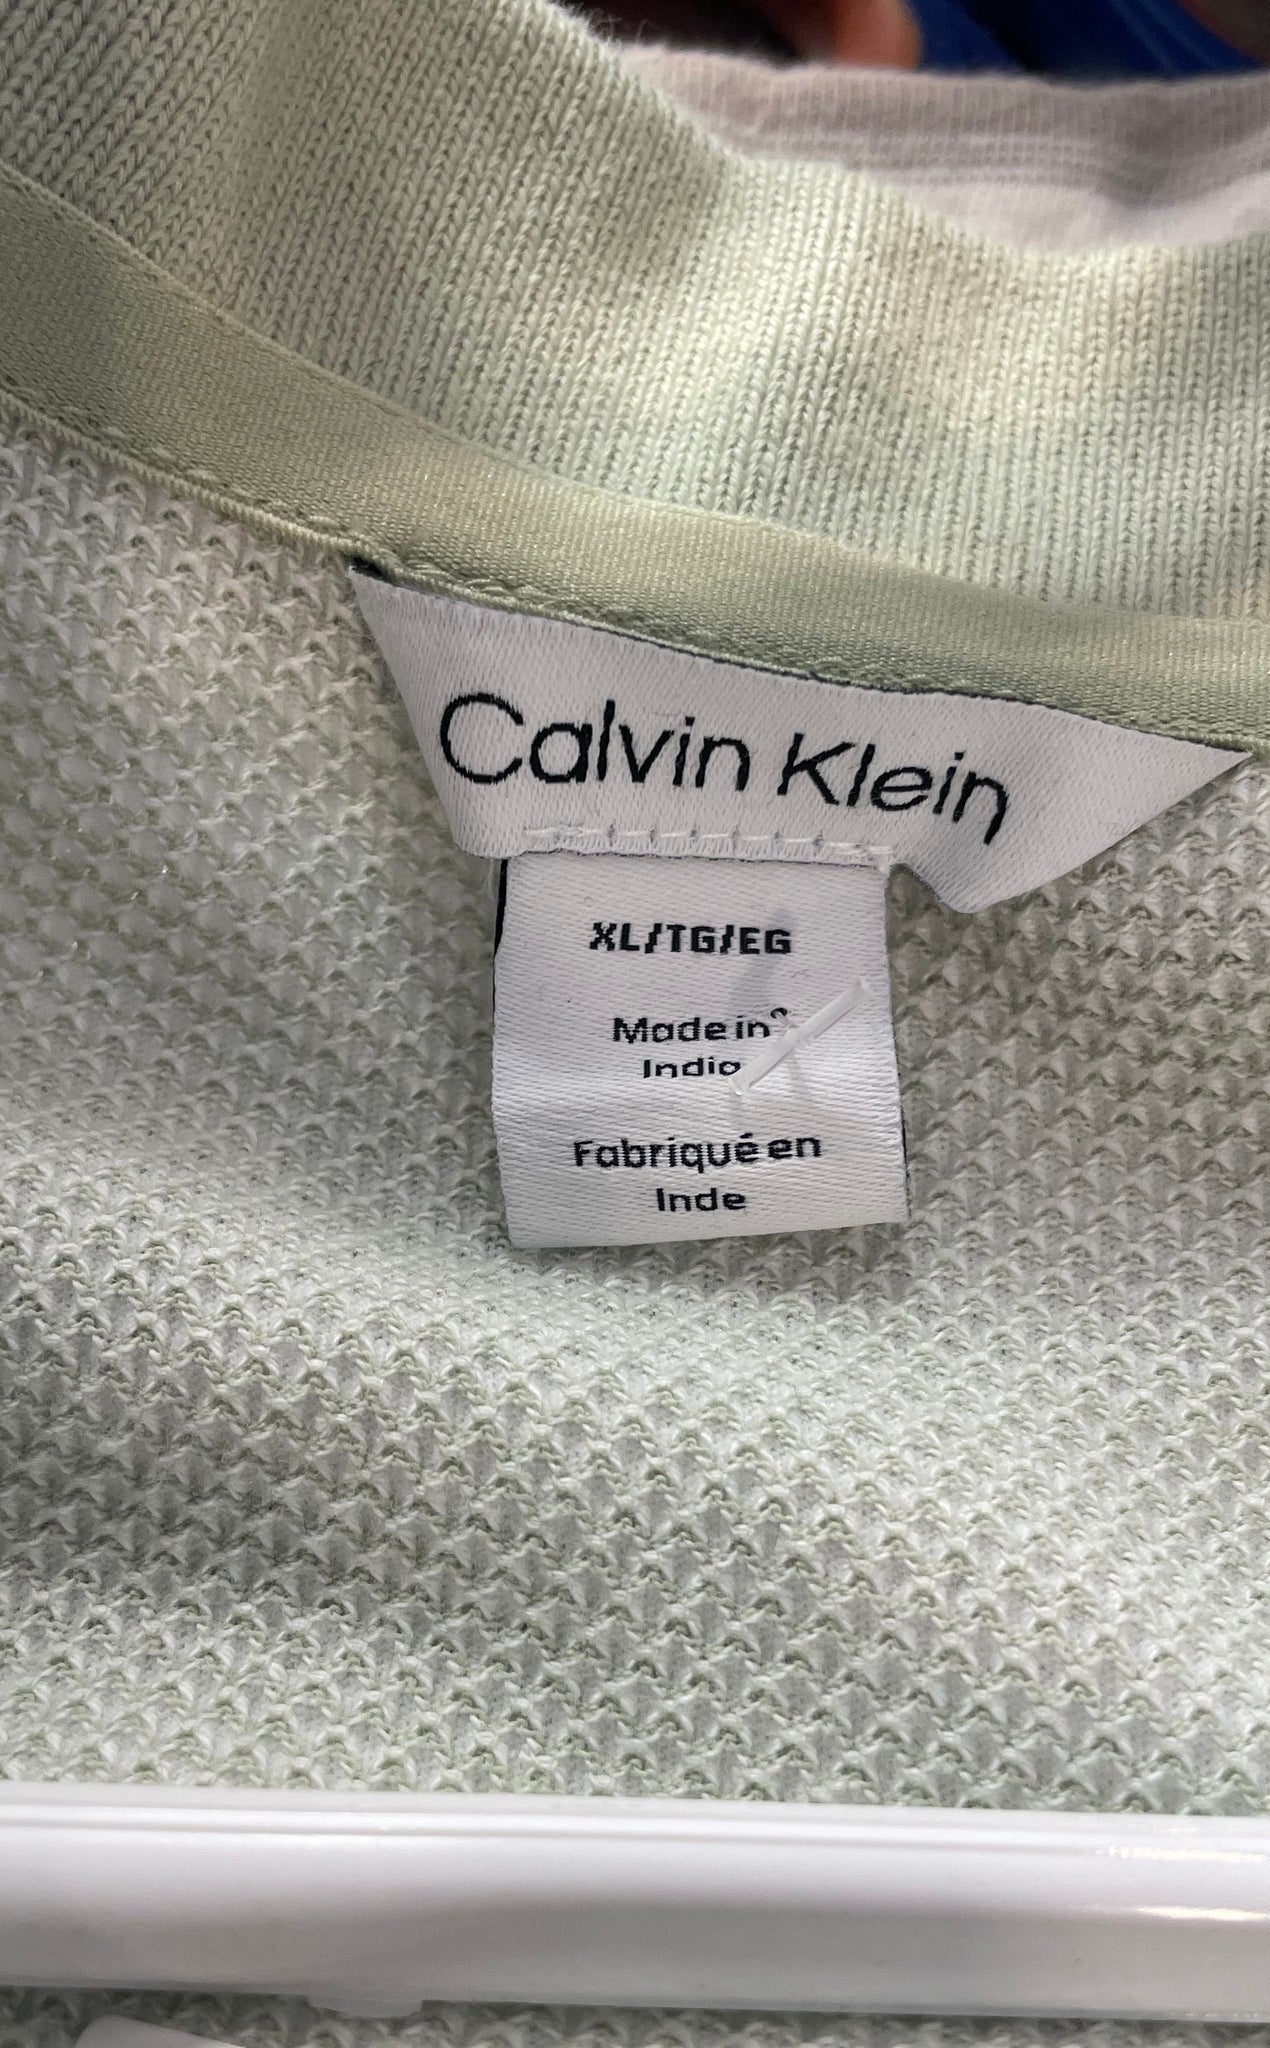 Calvin Klein
XL/TG/EG
Made in
India
Fabriqué en
Inde